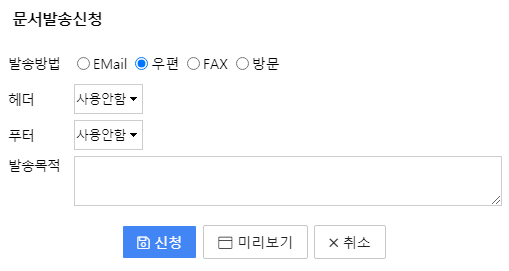 문서발송신청
발송방법 EMail 우편 FAX 방문
헤더 사용안함
푸터 사용안함
발송목적
신청 미리보기 취소